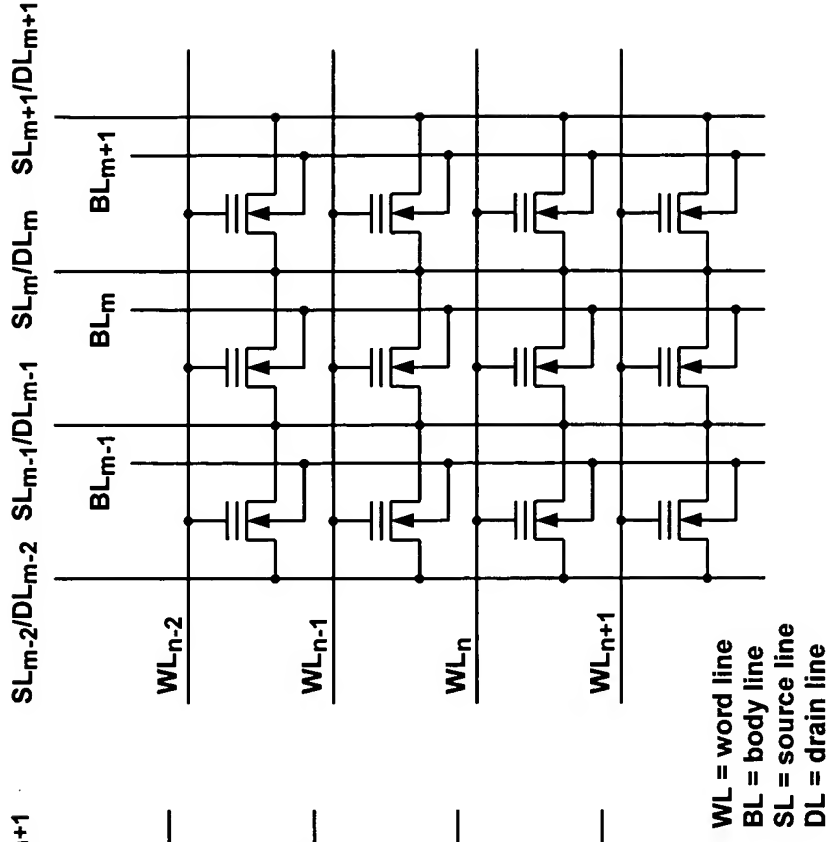 SLm-2/DLm-2 SLm-1/DLm-1 SLm/DLm SLm+1/DLm+1
BLm-1 BLm BLm+1
WLn-2
WLn-1
WLn
WLn+1
+1
WL = word line
BL = body line
SL = source line
DL = drain line